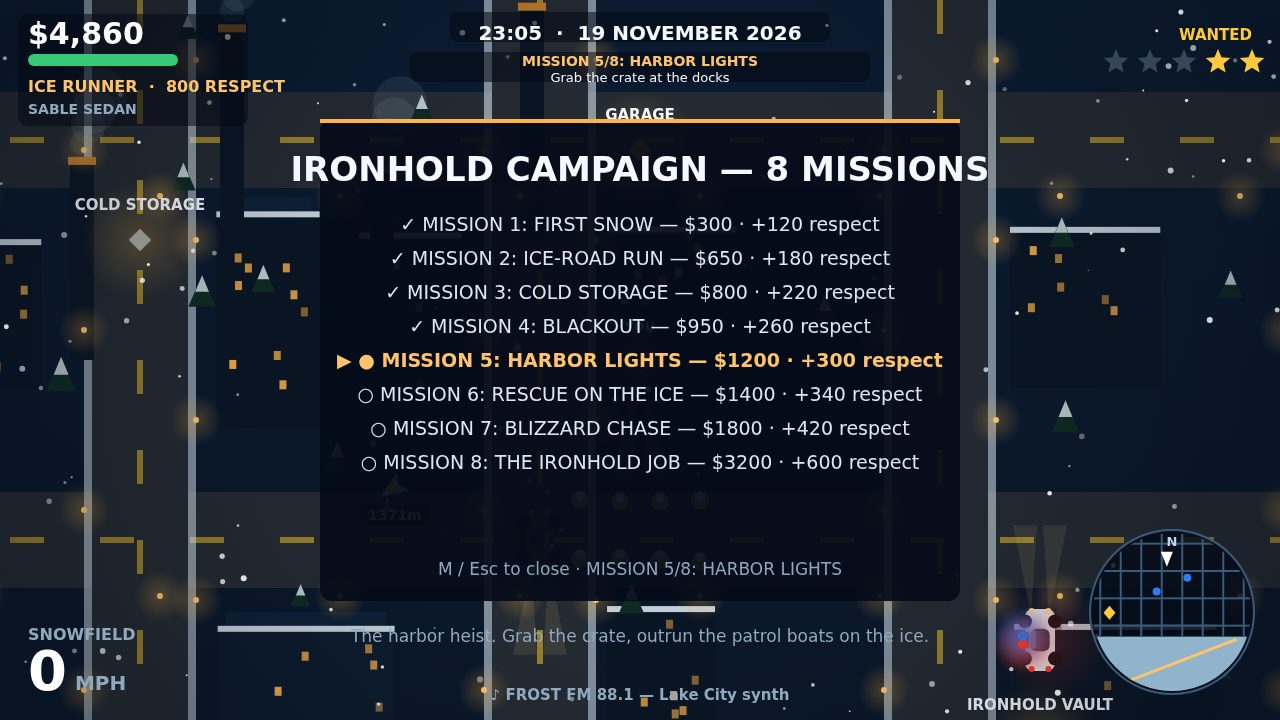 $4,860
ICE RUNNER · 800 RESPECT
SABLE SEDAN
23:05 · 19 NOVEMBER 2026
MISSION 5/8: HARBOR LIGHTS
Grab the crate at the docks
WANTED
GARAGE
COLD STORAGE
IRONHOLD CAMPAIGN — 8 MISSIONS
✓ MISSION 1: FIRST SNOW — $300 · +120 respect
✓ MISSION 2: ICE-ROAD RUN — $650 · +180 respect
✓ MISSION 3: COLD STORAGE — $800 · +220 respect
✓ MISSION 4: BLACKOUT — $950 · +260 respect
▶ ● MISSION 5: HARBOR LIGHTS — $1200 · +300 respect
○ MISSION 6: RESCUE ON THE ICE — $1400 · +340 respect
○ MISSION 7: BLIZZARD CHASE — $1800 · +420 respect
○ MISSION 8: THE IRONHOLD JOB — $3200 · +600 respect
1371m
M / Esc to close · MISSION 5/8: HARBOR LIGHTS
The harbor heist. Grab the crate, outrun the patrol boats on the ice.
N
SNOWFIELD
0 MPH
♪ FROST FM 88.1 — Lake City synth
IRONHOLD VAULT